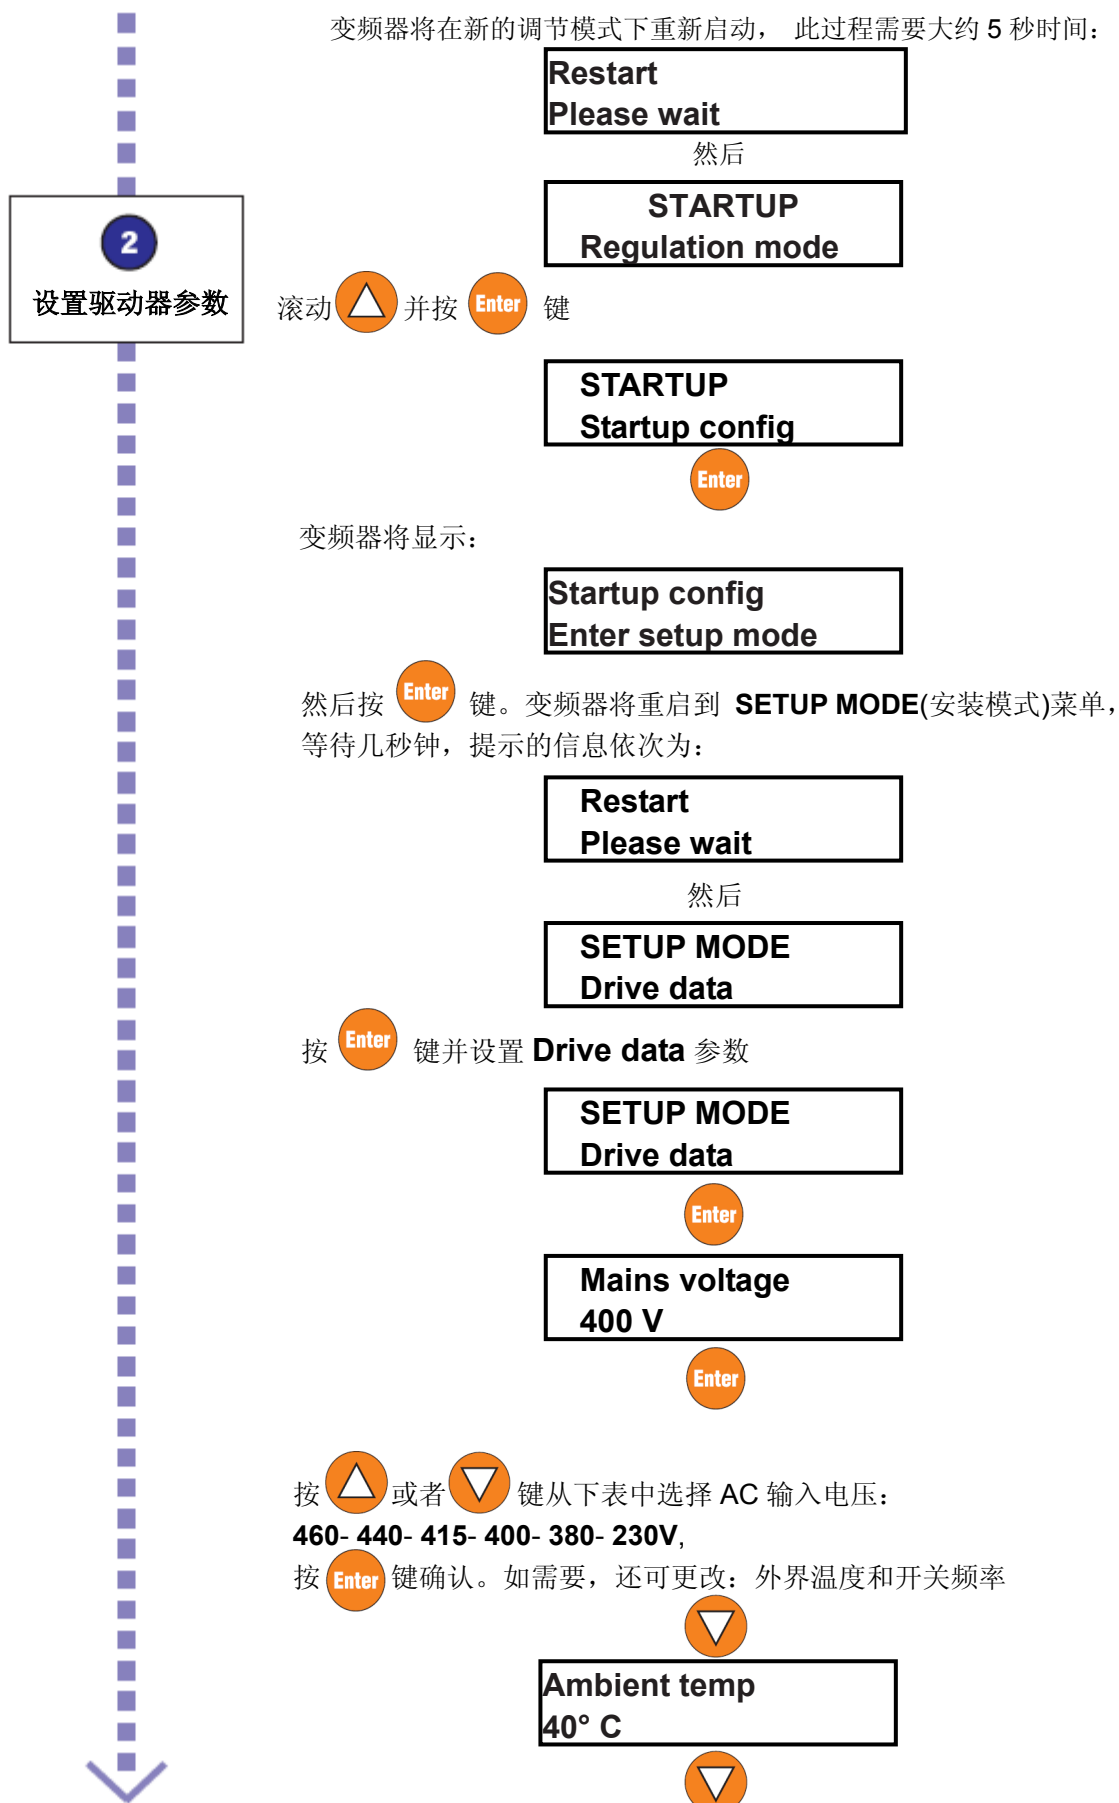 变频器将在新的调节模式下重新启动， 此过程需要大约 5 秒时间：
Restart
Please wait
然后
STARTUP
Regulation mode
2
设置驱动器参数
滚动 并按 Enter 键
STARTUP
Startup config
Enter
变频器将显示：
Startup config
Enter setup mode
然后按 Enter 键。变频器将重启到 SETUP MODE(安装模式)菜单，
等待几秒钟，提示的信息依次为：
Restart
Please wait
然后
SETUP MODE
Drive data
按 Enter 键并设置 Drive data 参数
SETUP MODE
Drive data
Enter
Mains voltage
400 V
Enter
按 或者 键从下表中选择 AC 输入电压：
460- 440- 415- 400- 380- 230V,
按 Enter 键确认。如需要，还可更改：外界温度和开关频率
Ambient temp
40° C